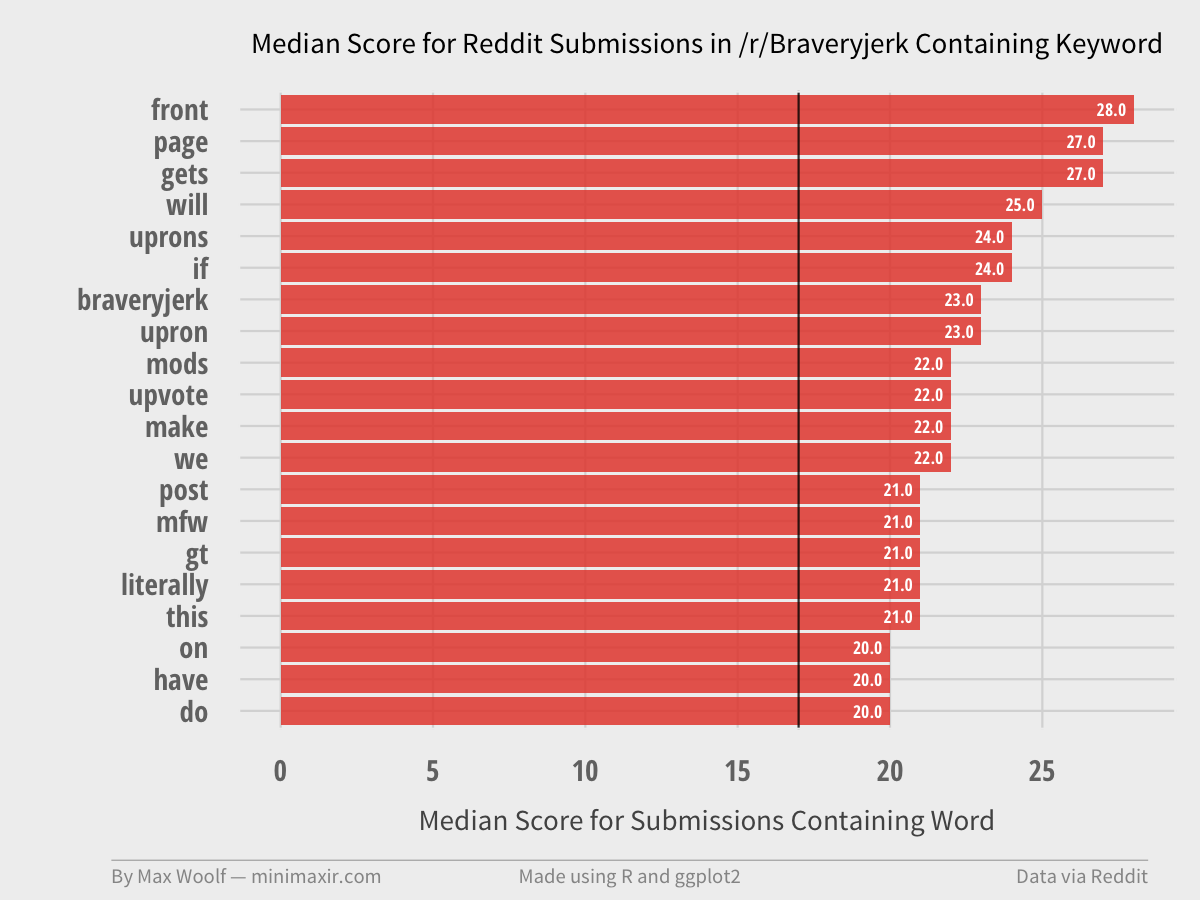 Median Score for Reddit Submissions in /r/Braveryjerk Containing Keyword
front 28.0
page 27.0
gets 27.0
will 25.0
uprons 24.0
if 24.0
braveryjerk 23.0
upron 23.0
mods 22.0
upvote 22.0
make 22.0
we 22.0
post 21.0
mfw 21.0
gt 21.0
literally 21.0
this 21.0
on 20.0
have 20.0
do 20.0
0 5 10 15 20 25
Median Score for Submissions Containing Word
By Max Woolf — minimaxir.com Made using R and ggplot2 Data via Reddit